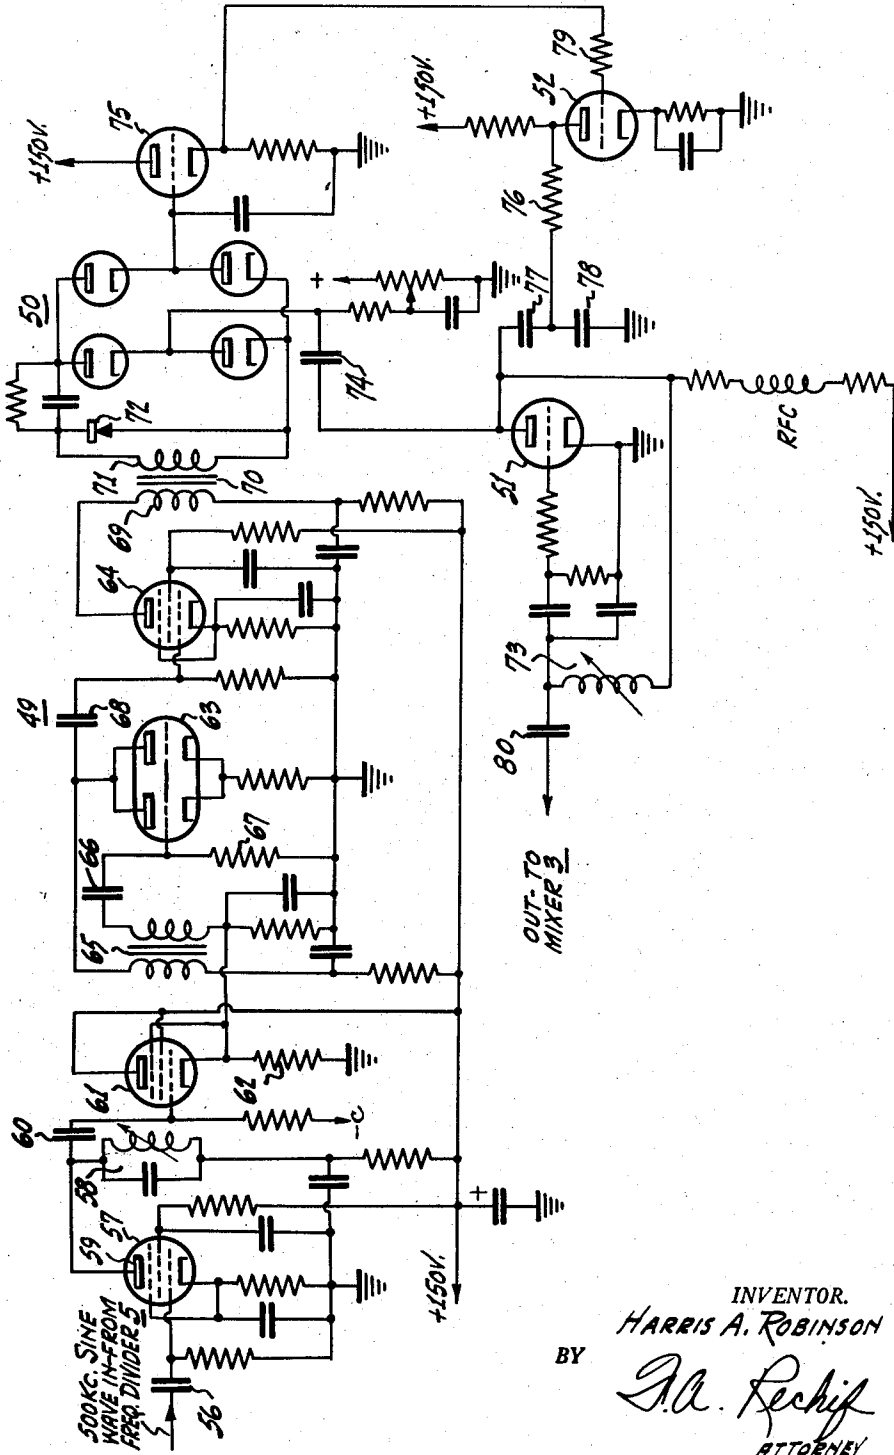 500KC. SINE
WAVE IN-FROM
FREQ. DIVIDER 5
56
57
58
59
60
61
62
-C
+150V.
+
49
63
64
65
66
67
68
69
70
71
72
50
+150V.
75
+
74
77
78
76
+150V.
52
79
51
73
80
OUT- TO
MIXER 3
RFC
+150V.
INVENTOR.
HARRIS A. ROBINSON
BY
ATTORNEY